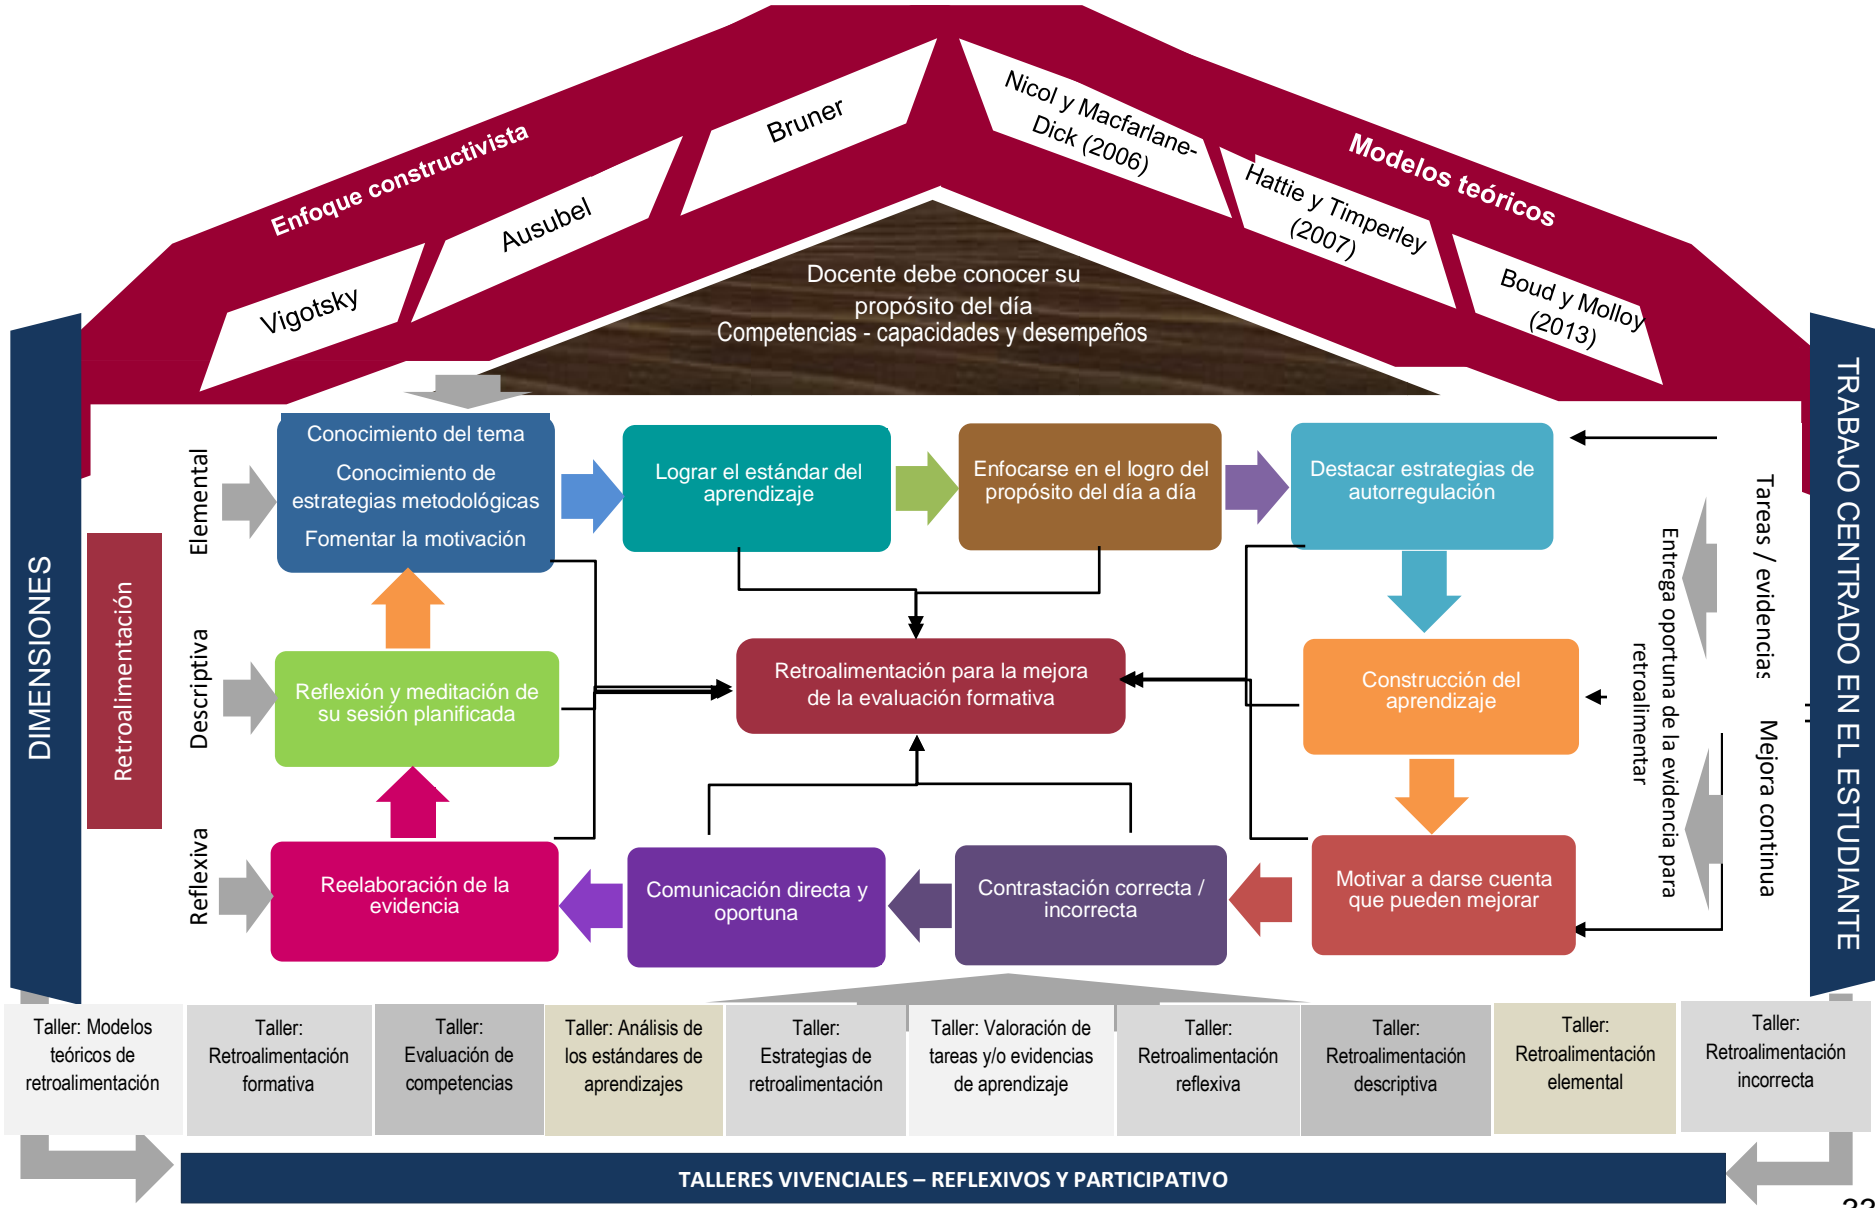 Enfoque constructivista
Vigotsky
Ausubel
Bruner
Modelos teóricos
Nicol y Macfarlane-
Dick (2006)
Hattie y Timperley
(2007)
Boud y Molloy
(2013)
Docente debe conocer su
propósito del día
Competencias - capacidades y desempeños
DIMENSIONES
Retroalimentación
Elemental
Descriptiva
Reflexiva
Conocimiento del tema
Conocimiento de
estrategias metodológicas
Fomentar la motivación
Lograr el estándar del
aprendizaje
Enfocarse en el logro del
propósito del día a día
Destacar estrategias de
autorregulación
Reflexión y meditación de
su sesión planificada
Retroalimentación para la mejora
de la evaluación formativa
Construcción del
aprendizaje
Reelaboración de la
evidencia
Comunicación directa y
oportuna
Contrastación correcta /
incorrecta
Motivar a darse cuenta
que pueden mejorar
Entrega oportuna de la evidencia para
retroalimentar
Tareas / evidencias
Mejora continua
TRABAJO CENTRADO EN EL ESTUDIANTE
Taller: Modelos
teóricos de
retroalimentación
Taller:
Retroalimentación
formativa
Taller:
Evaluación de
competencias
Taller: Análisis de
los estándares de
aprendizajes
Taller:
Estrategias de
retroalimentación
Taller: Valoración de
tareas y/o evidencias
de aprendizaje
Taller:
Retroalimentación
reflexiva
Taller:
Retroalimentación
descriptiva
Taller:
Retroalimentación
elemental
Taller:
Retroalimentación
incorrecta
TALLERES VIVENCIALES – REFLEXIVOS Y PARTICIPATIVO